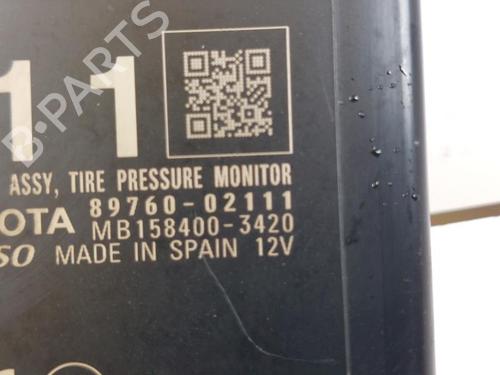 11
ASSY, TIRE PRESSURE MONITOR
OTA 89760-02111
MB158400-3420
SO MADE IN SPAIN 12V
B-PARTS